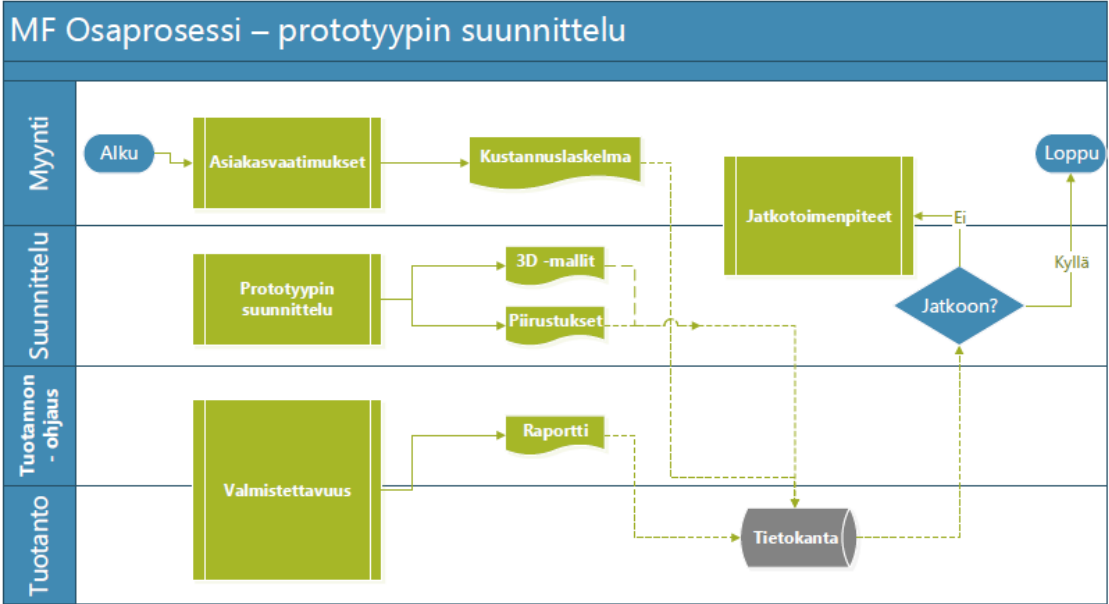 MF Osaprosessi – prototyypin suunnittelu
Myynti
Alku
Asiakasvaatimukset
Kustannuslaskelma
Jatkotoimenpiteet
Ei
Loppu
Kyllä
Suunnittelu
Prototyypin
suunnittelu
3D -mallit
Piirustukset
Jatkoon?
Tuotannon
- ohjaus
Valmistettavuus
Raportti
Tuotanto
Tietokanta